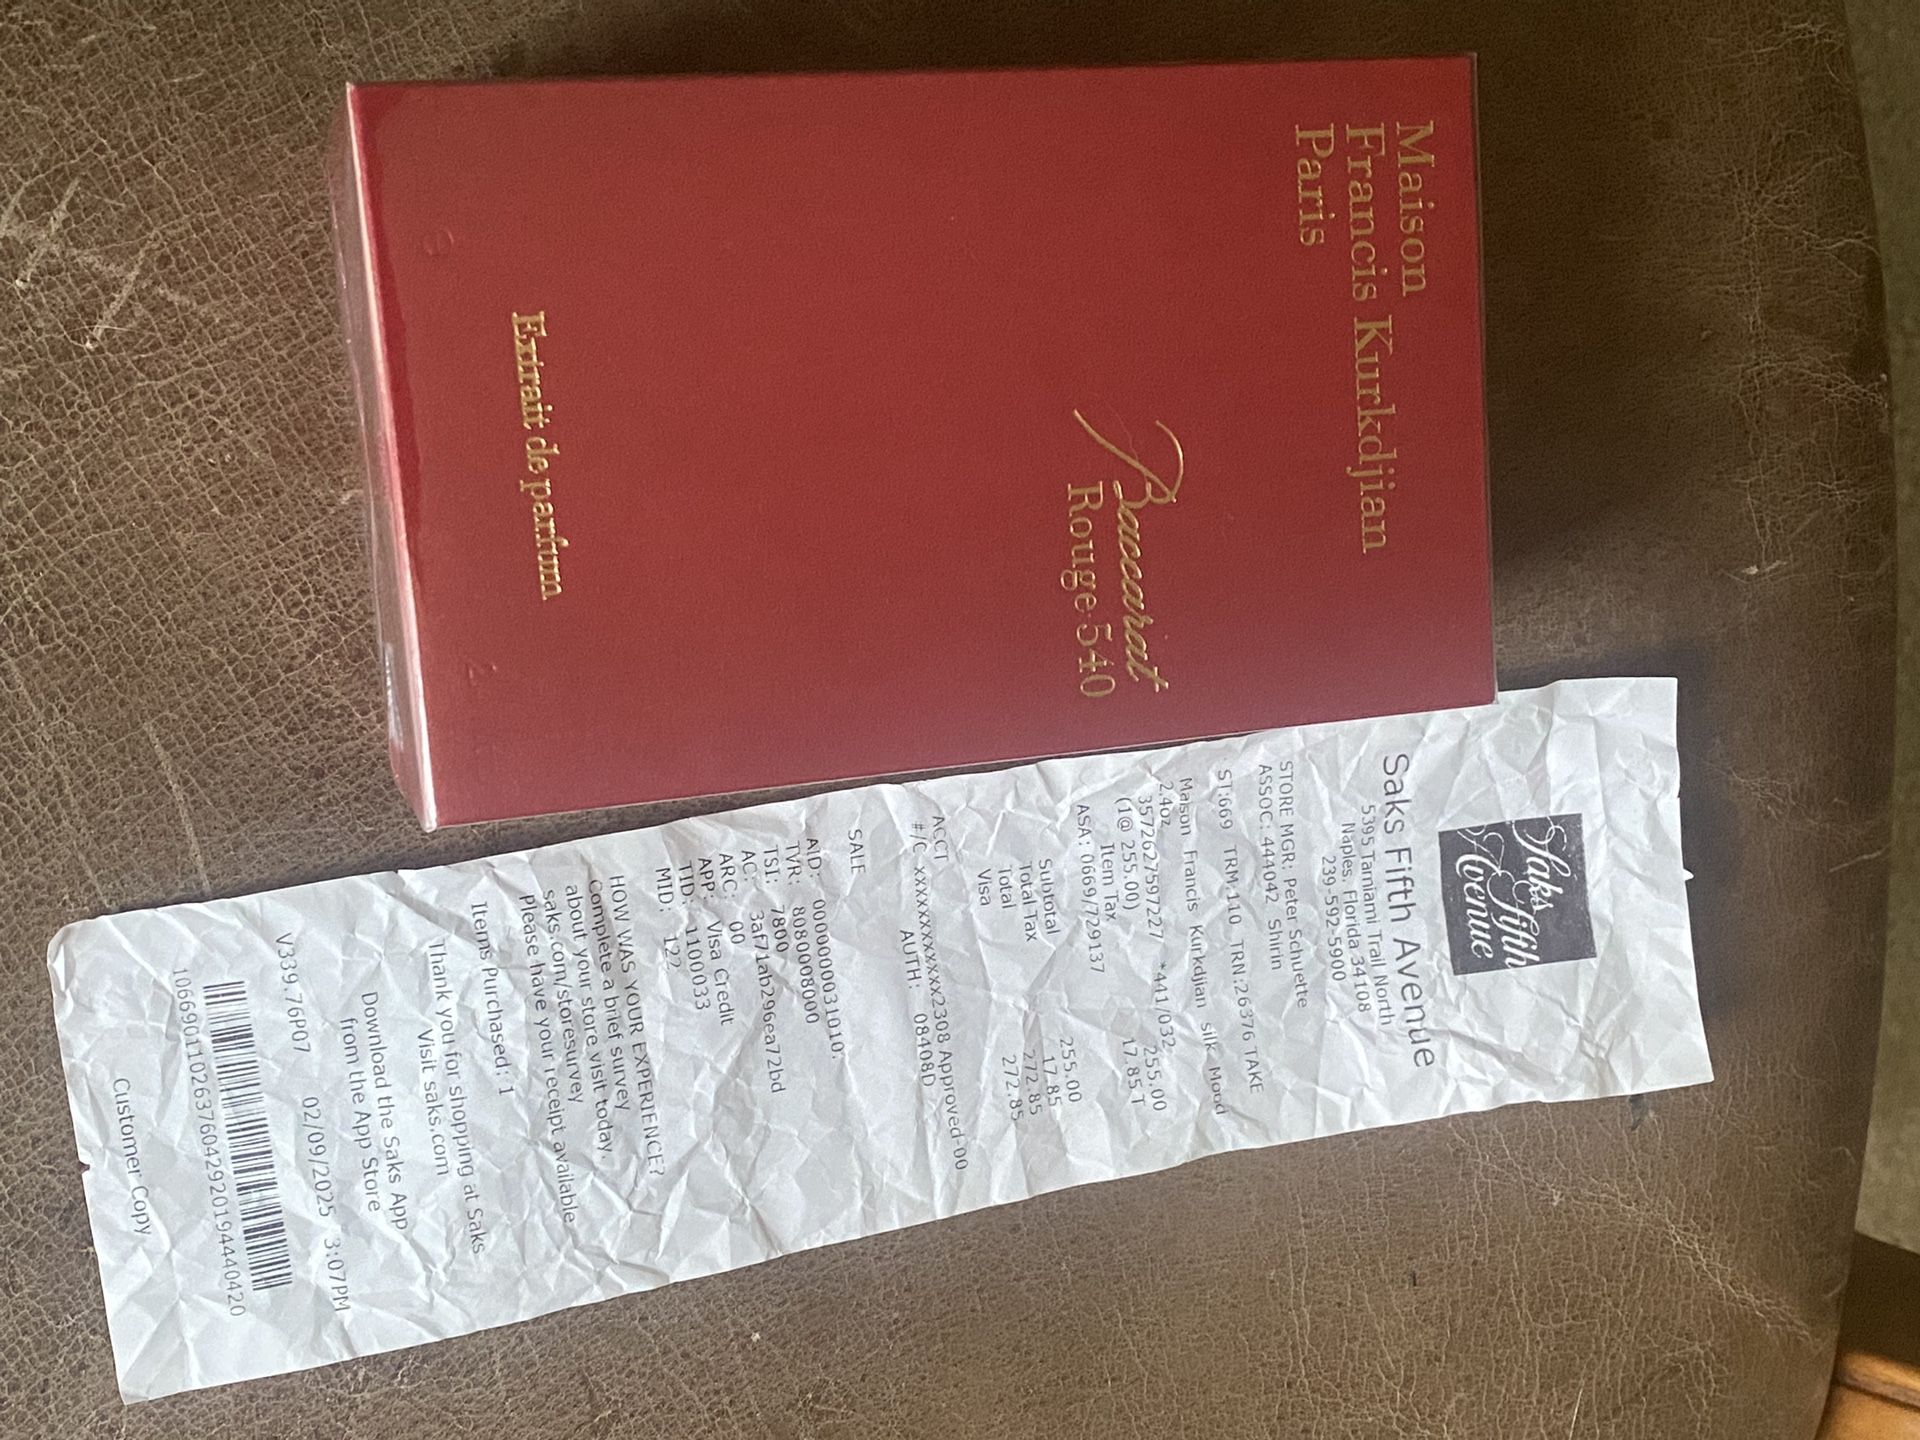 Maison
Francis Kurkdjian
Paris
Baccarat
Rouge 540
Extrait de parfum
Saks Fifth
Avenue
Saks Fifth Avenue
5395 Tamiami Trail North
Naples, Florida 34108
239-592-5900
STORE MGR: Peter Schuette
ASSOC: 444042 Shirin
ST:669 TRM:110 TRN:26376 TAKE
Maison Francis Kurkdjian silk Mood
2.4oz
3572627597227 *441/032 255.00
(1@ 255.00)
Item Tax 17.85T
ASA: 0669/729137
Subtotal 255.00
Total Tax 17.85
Total 272.85
Visa 272.85
ACCT
#/C xxxxxxxxxxxx2308 Approved-00
AUTH: 08408D
SALE
AID: 0000000031010:
TVR: 8080008000
TSI: 7800
AC: 3af71ab296ea72bd
ARC: 00
APP: Visa Credit
TID: 1100033
MID: 122
HOW WAS YOUR EXPERIENCE?
Complete a brief survey
about your store visit today.
saks.com/storesurvey
Please have your receipt available
Items Purchased: 1
Thank you for shopping at Saks
Visit saks.com
Download the Saks App
from the App Store
V339.76P07 02/09/2025 3:07PM
Customer Copy